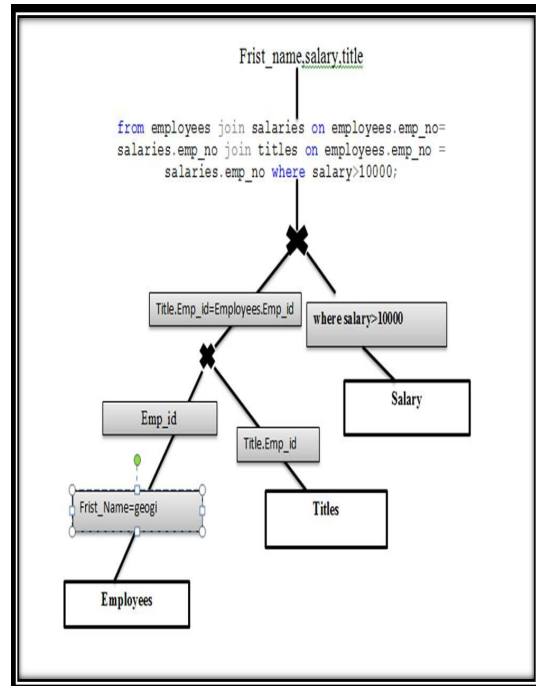 Frist_name,salary,title
from employees join salaries on employees.emp_no=
salaries.emp_no join titles on employees.emp_no =
salaries.emp_no where salary>10000;
Title.Emp_id=Employees.Emp_id
where salary>10000
Salary
Emp_id
Title.Emp_id
Frist_Name=geogi
Titles
Employees